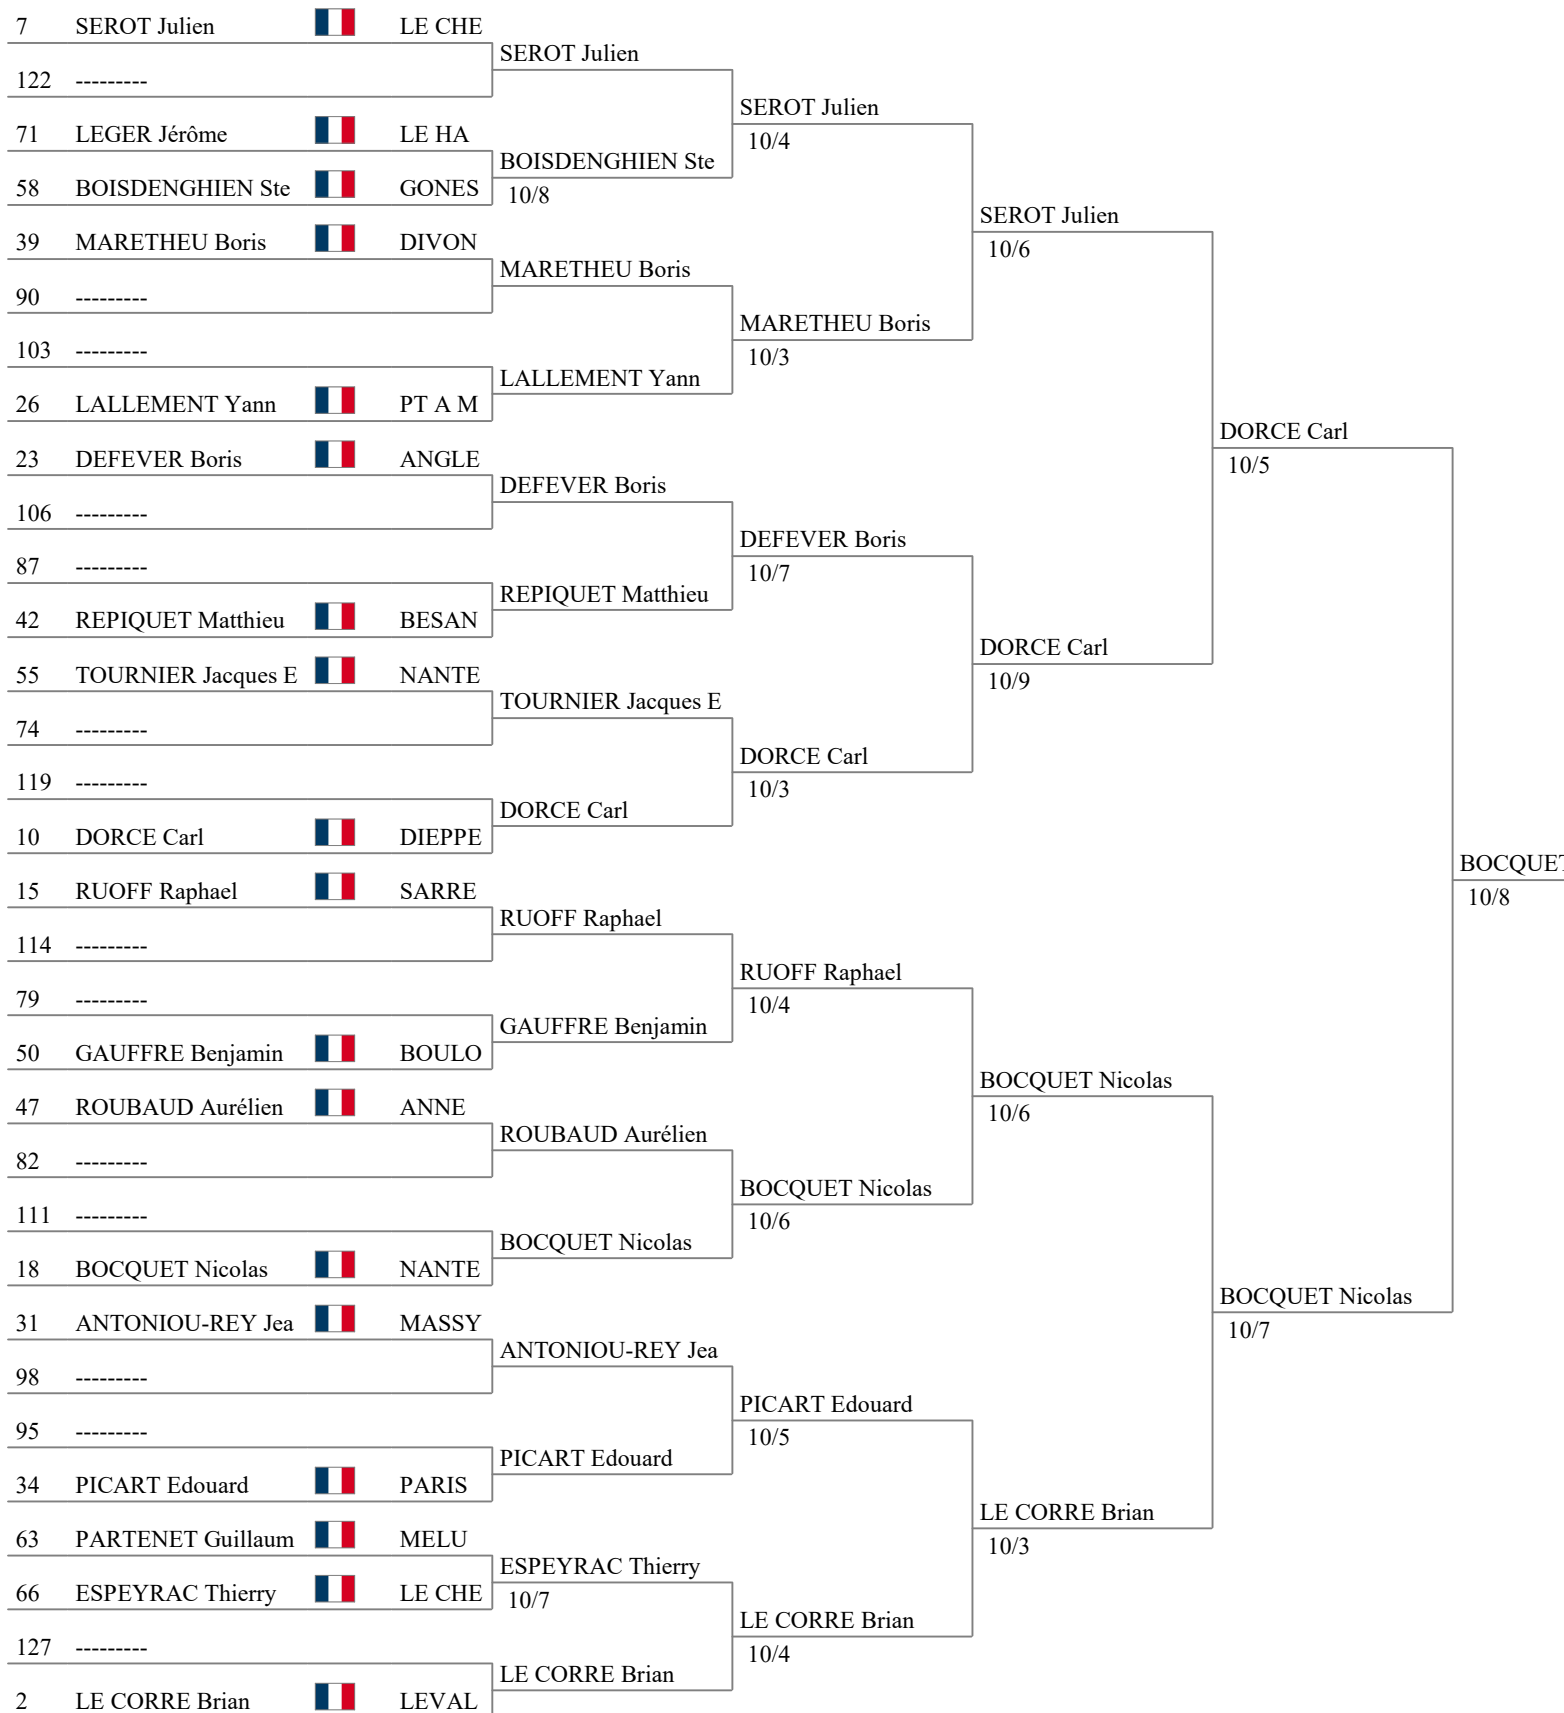 7 SEROT Julien LE CHE
SEROT Julien
122 ---------
SEROT Julien
10/4
71 LEGER Jérôme LE HA
BOISDENGHIEN Ste
10/8
58 BOISDENGHIEN Ste GONES
SEROT Julien
10/6
39 MARETHEU Boris DIVON
MARETHEU Boris
90 ---------
MARETHEU Boris
10/3
103 ---------
LALLEMENT Yann
26 LALLEMENT Yann PT A M
DORCE Carl
10/5
23 DEFEVER Boris ANGLE
DEFEVER Boris
106 ---------
DEFEVER Boris
10/7
87 ---------
REPIQUET Matthieu
42 REPIQUET Matthieu BESAN
DORCE Carl
10/9
55 TOURNIER Jacques E NANTE
TOURNIER Jacques E
74 ---------
DORCE Carl
10/3
119 ---------
DORCE Carl
10 DORCE Carl DIEPPE
BOCQUET
10/8
15 RUOFF Raphael SARRE
RUOFF Raphael
114 ---------
RUOFF Raphael
10/4
79 ---------
GAUFFRE Benjamin
50 GAUFFRE Benjamin BOULO
BOCQUET Nicolas
10/6
47 ROUBAUD Aurélien ANNE
ROUBAUD Aurélien
82 ---------
BOCQUET Nicolas
10/6
111 ---------
BOCQUET Nicolas
18 BOCQUET Nicolas NANTE
BOCQUET Nicolas
10/7
31 ANTONIOU-REY Jea MASSY
ANTONIOU-REY Jea
98 ---------
PICART Edouard
10/5
95 ---------
PICART Edouard
34 PICART Edouard PARIS
LE CORRE Brian
10/3
63 PARTENET Guillaum MELU
ESPEYRAC Thierry
10/7
66 ESPEYRAC Thierry LE CHE
LE CORRE Brian
10/4
127 ---------
LE CORRE Brian
2 LE CORRE Brian LEVAL